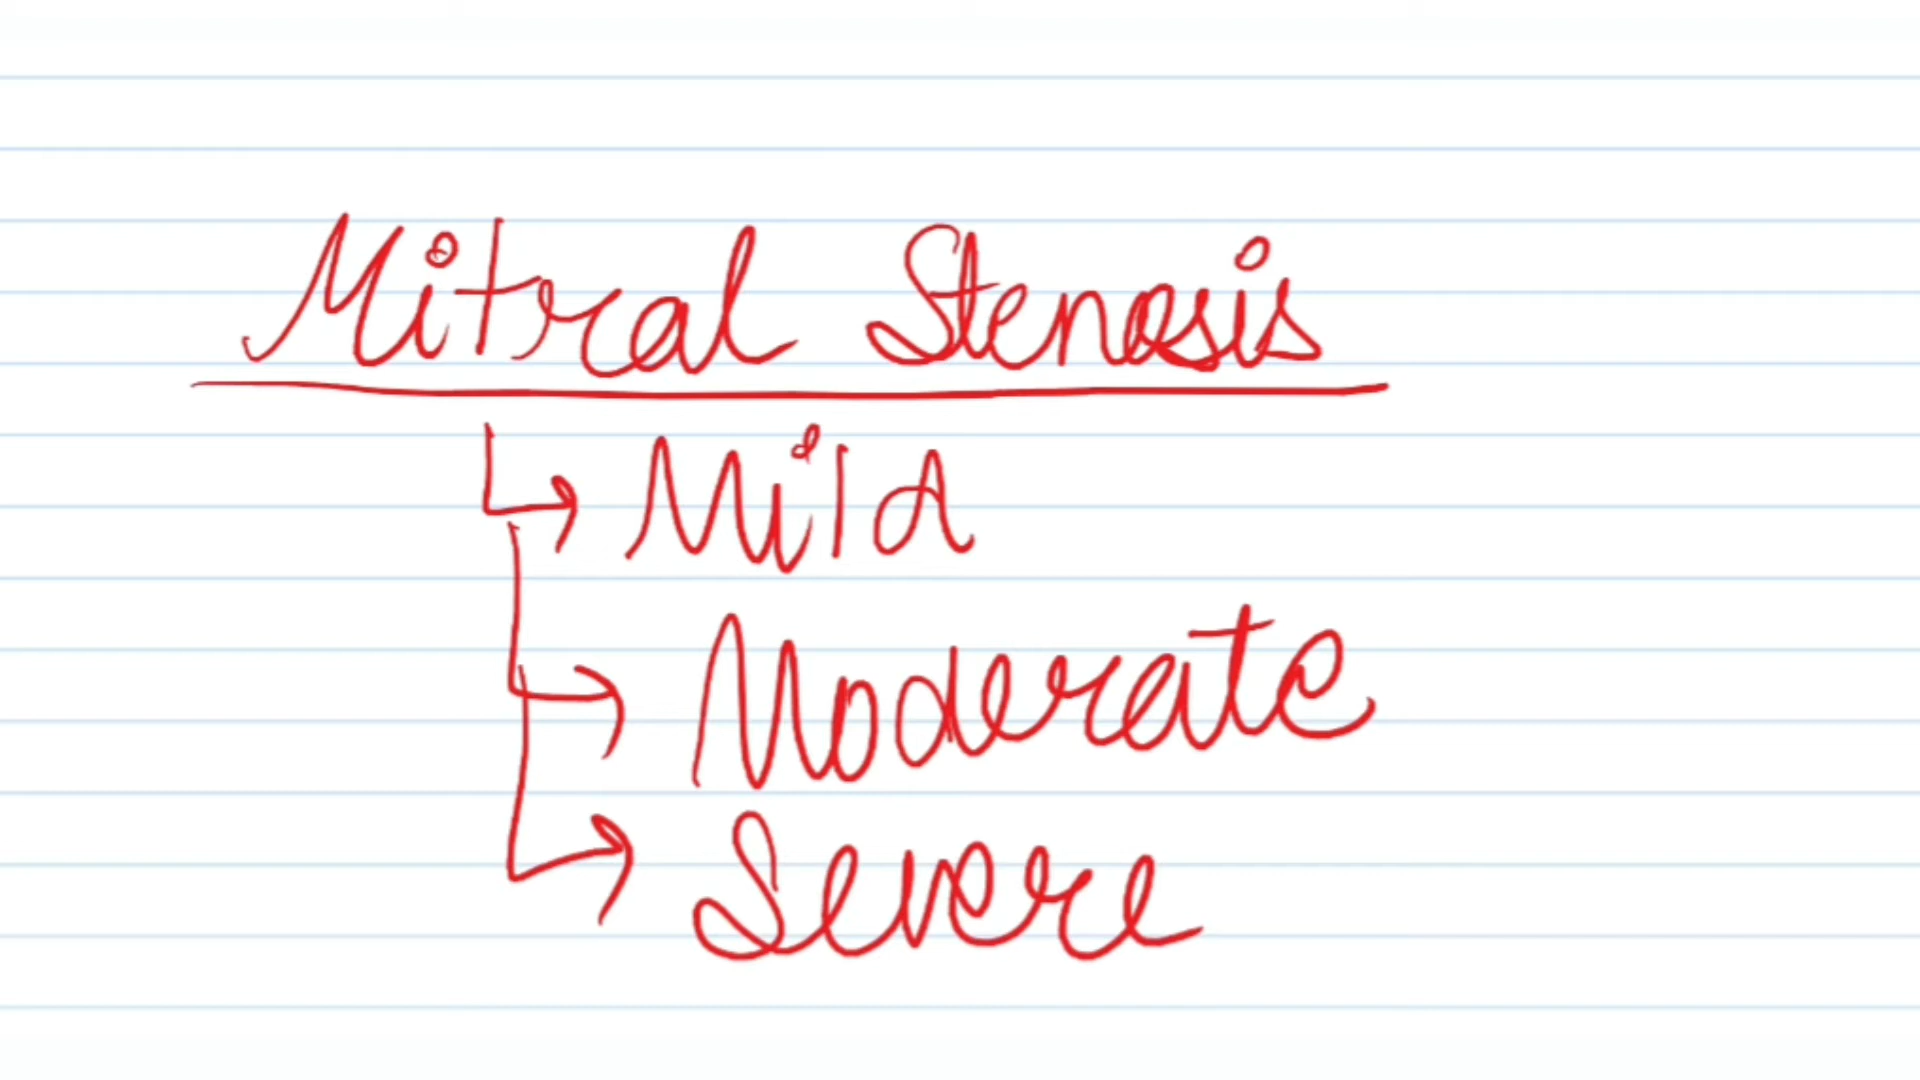 Mitral Stenosis
↳ Mild
↳ Moderate
↳ Severe